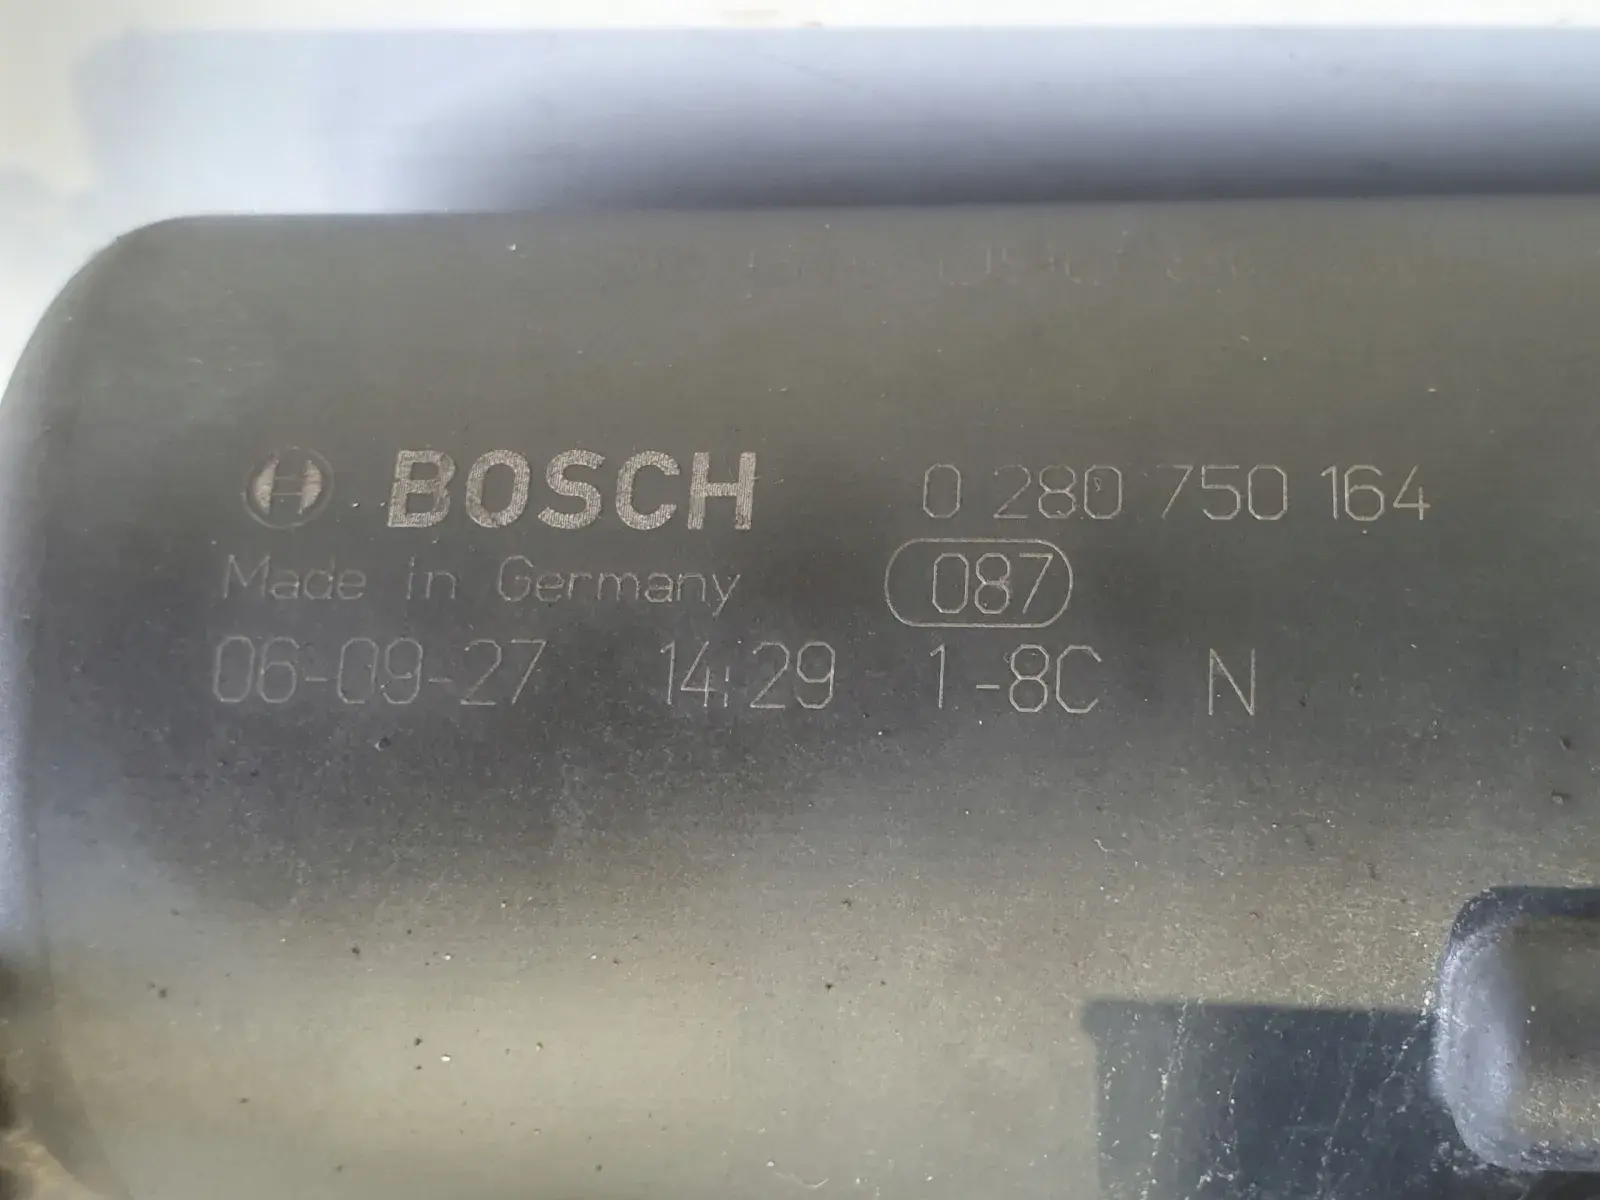 BOSCH 0 280 750 164
Made in Germany 087
06-09-27 14:29 1-8C N